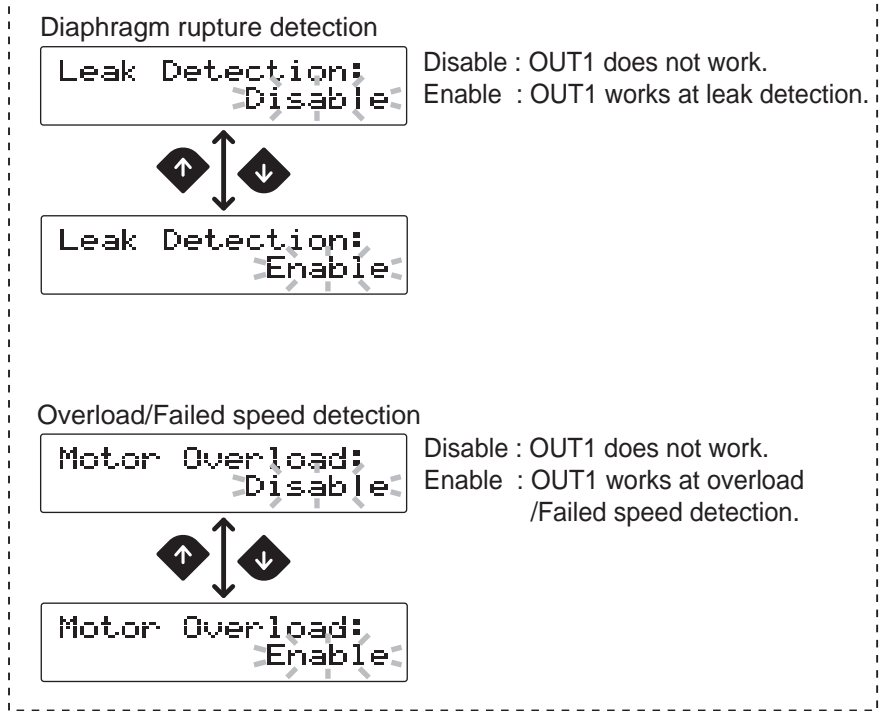 Diaphragm rupture detection
Leak Detection:
Disable
Disable : OUT1 does not work.
Enable : OUT1 works at leak detection.
Leak Detection:
Enable
Overload/Failed speed detection
Motor Overload:
Disable
Disable : OUT1 does not work.
Enable : OUT1 works at overload
/Failed speed detection.
Motor Overload:
Enable